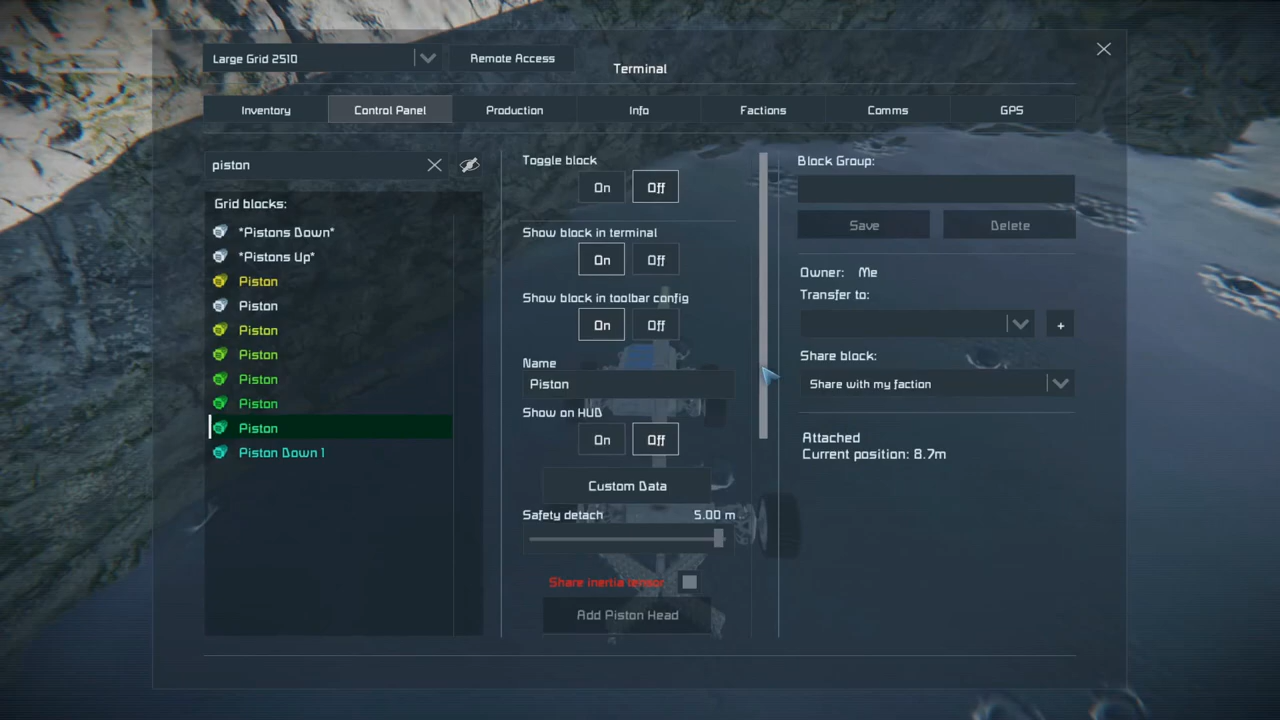 Large Grid 2510
Remote Access
Terminal
Inventory
Control Panel
Production
Info
Factions
Comms
GPS
piston
Grid blocks:
*Pistons Down*
*Pistons Up*
Piston
Piston
Piston
Piston
Piston
Piston
Piston
Piston Down 1
Toggle block
On Off
Show block in terminal
On Off
Show block in toolbar config
On Off
Name
Piston
Show on HUD
On Off
Custom Data
Safety detach 5.00 m
Share inertia tensor
Add Piston Head
Block Group:
Save Delete
Owner: Me
Transfer to:
+
Share block:
Share with my faction
Attached
Current position: 8.7m